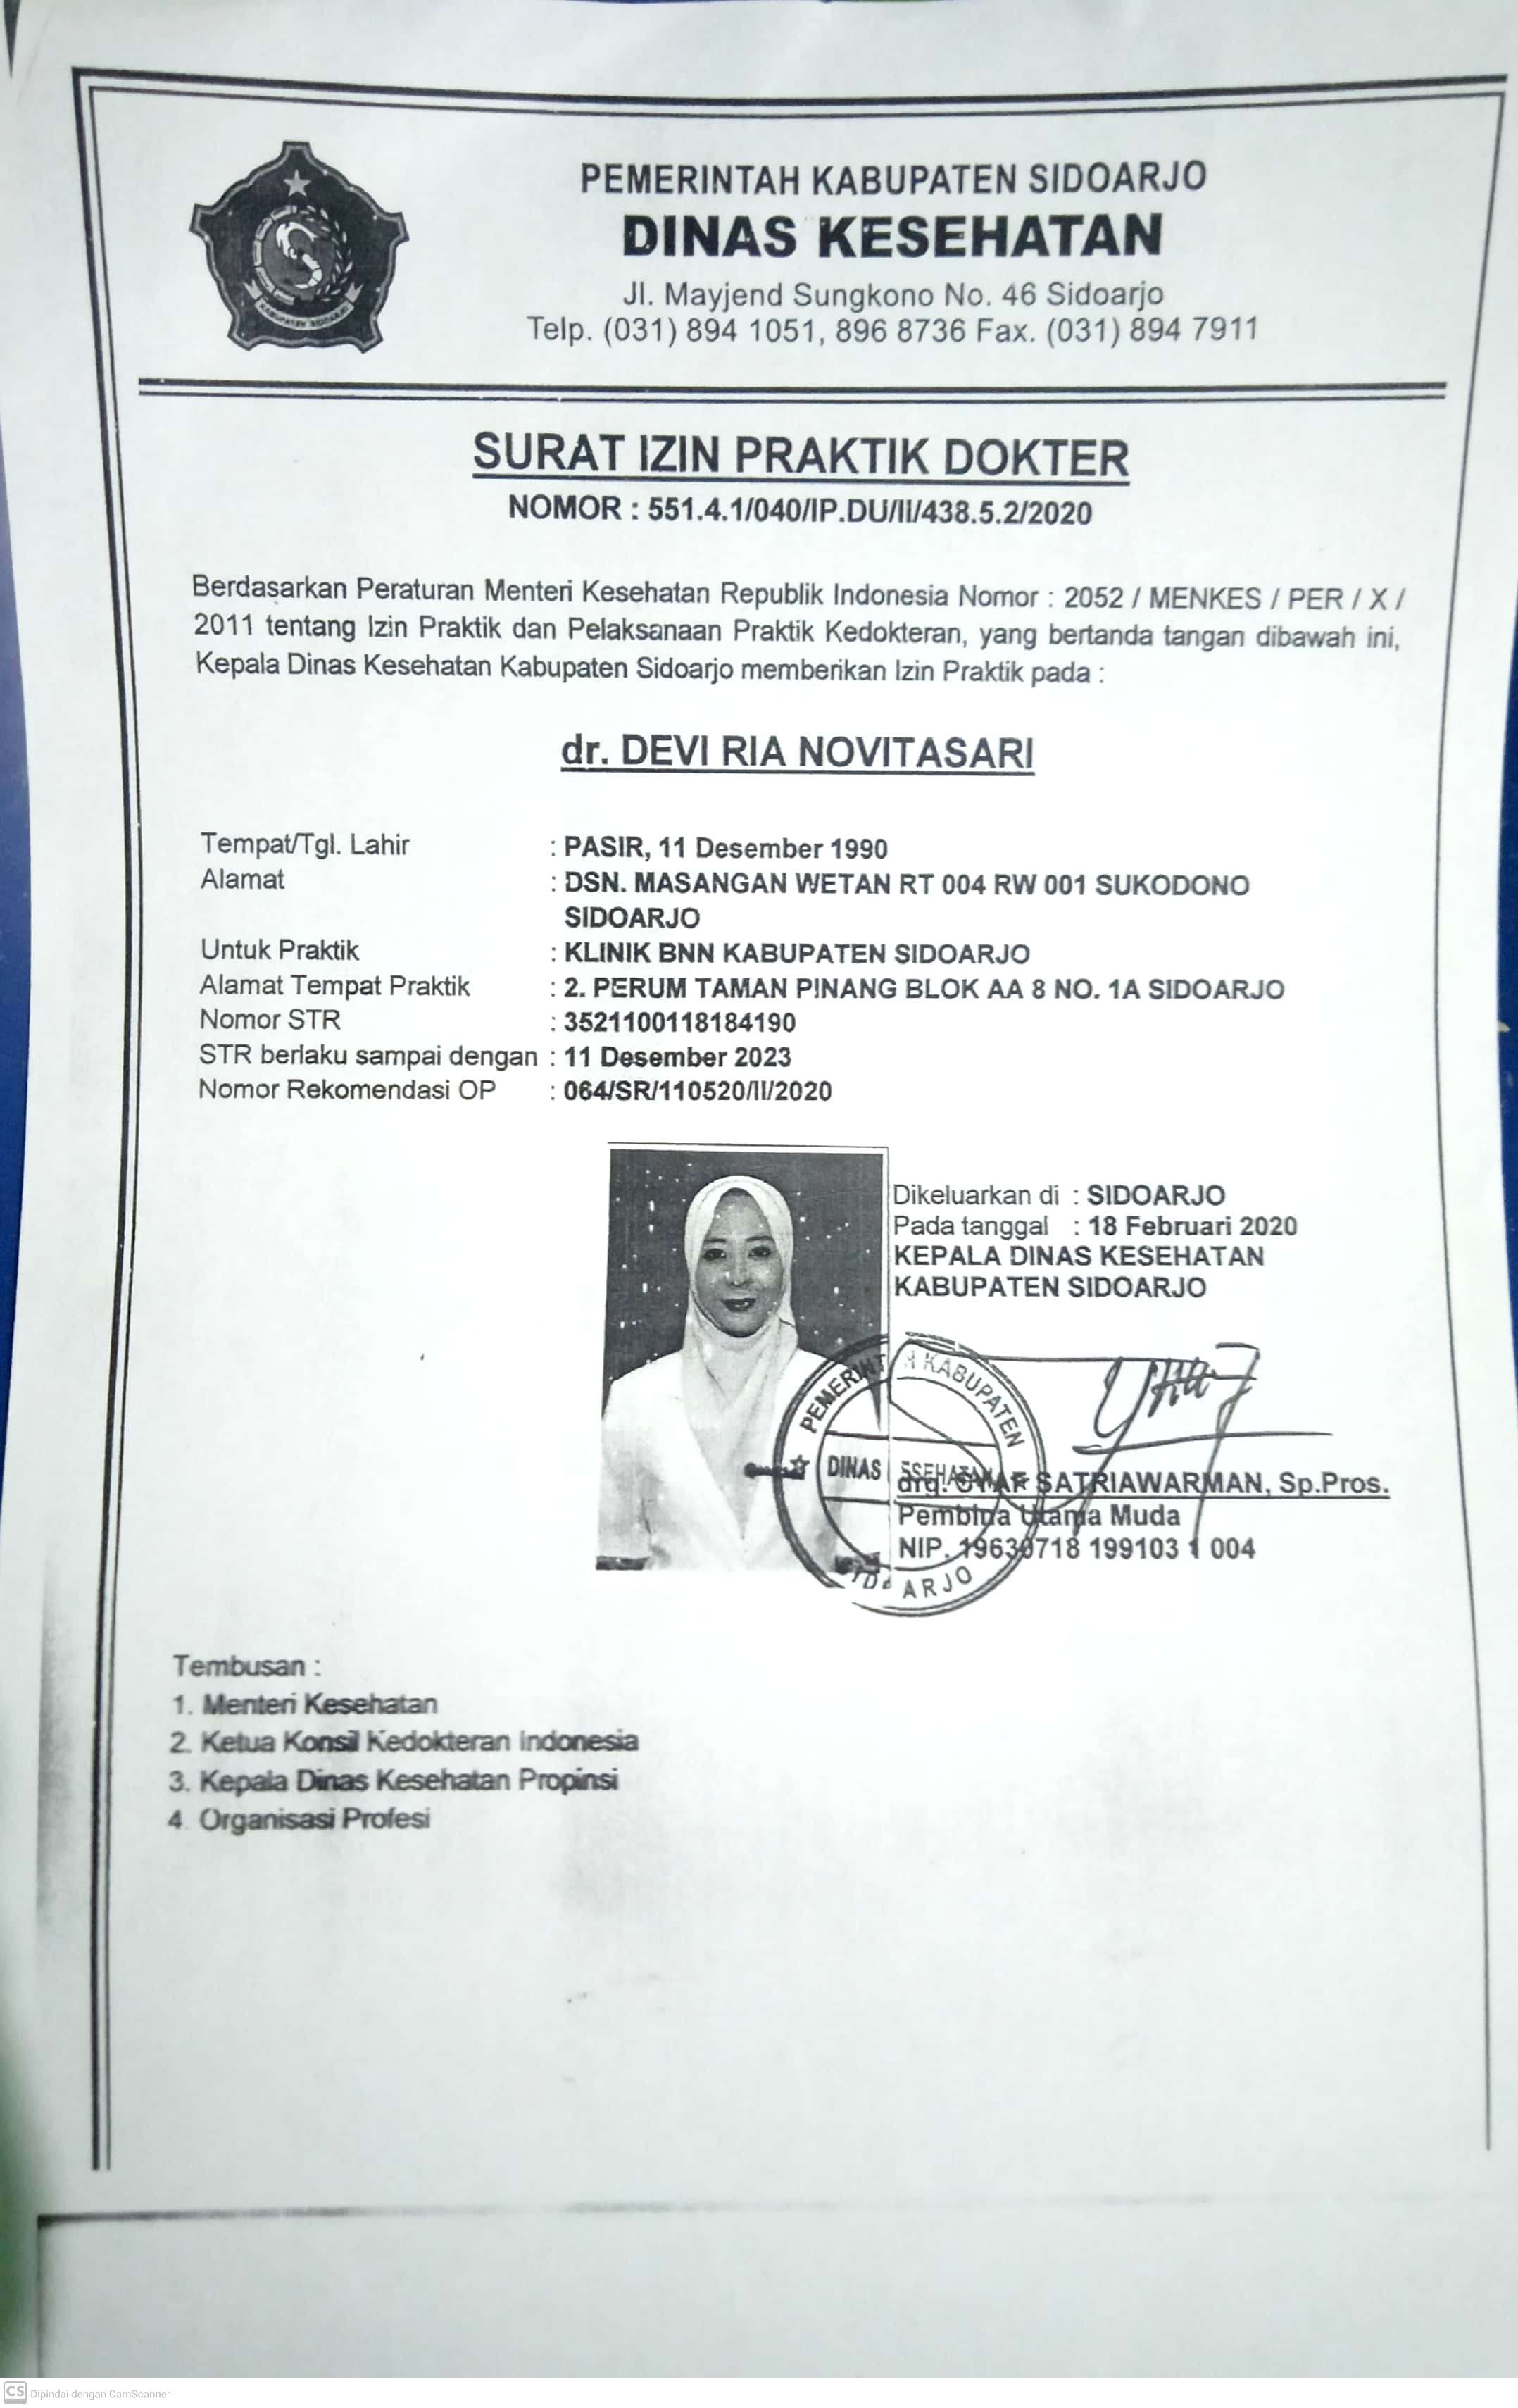 PEMERINTAH KABUPATEN SIDOARJO
DINAS KESEHATAN
Jl. Mayjend Sungkono No. 46 Sidoarjo
Telp. (031) 894 1051, 896 8736 Fax. (031) 894 7911
KABUPATEN SIDOARJO
SURAT IZIN PRAKTIK DOKTER
NOMOR : 551.4.1/040/IP.DU/II/438.5.2/2020
Berdasarkan Peraturan Menteri Kesehatan Republik Indonesia Nomor : 2052 / MENKES / PER / X /
2011 tentang Izin Praktik dan Pelaksanaan Praktik Kedokteran, yang bertanda tangan dibawah ini,
Kepala Dinas Kesehatan Kabupaten Sidoarjo memberikan Izin Praktik pada :
dr. DEVI RIA NOVITASARI
Tempat/Tgl. Lahir : PASIR, 11 Desember 1990
Alamat : DSN. MASANGAN WETAN RT 004 RW 001 SUKODONO
SIDOARJO
Untuk Praktik : KLINIK BNN KABUPATEN SIDOARJO
Alamat Tempat Praktik : 2. PERUM TAMAN PINANG BLOK AA 8 NO. 1A SIDOARJO
Nomor STR : 3521100118184190
STR berlaku sampai dengan : 11 Desember 2023
Nomor Rekomendasi OP : 064/SR/110520/II/2020
Dikeluarkan di : SIDOARJO
Pada tanggal : 18 Februari 2020
KEPALA DINAS KESEHATAN
KABUPATEN SIDOARJO
PEMERINTAH KABUPATEN
DINAS
SIDOARJO
drg. SATRIAWARMAN, Sp.Pros.
Pembina Utama Muda
NIP. 19630718 199103 1 004
Tembusan :
1. Menteri Kesehatan
2. Ketua Konsil Kedokteran Indonesia
3. Kepala Dinas Kesehatan Propinsi
4. Organisasi Profesi
CS Dipindai dengan CamScanner